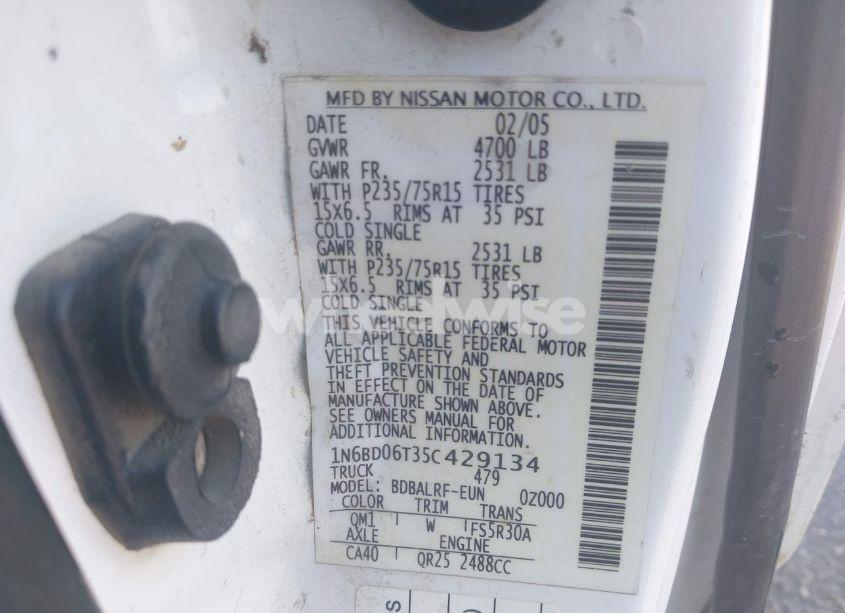 MFD BY NISSAN MOTOR CO., LTD.
DATE 02/05
GVWR 4700 LB
GAWR FR. 2531 LB
WITH P235/75R15 TIRES
15X6.5 RIMS AT 35 PSI
COLD SINGLE
GAWR RR. 2531 LB
WITH P235/75R15 TIRES
15X6.5 RIMS AT 35 PSI
COLD SINGLE
THIS VEHICLE CONFORMS TO
ALL APPLICABLE FEDERAL MOTOR
VEHICLE SAFETY AND
THEFT PREVENTION STANDARDS
IN EFFECT ON THE DATE OF
MANUFACTURE SHOWN ABOVE.
SEE OWNERS MANUAL FOR
ADDITIONAL INFORMATION.
1N6BD06T35C429134
TRUCK 479
MODEL: BDBALRF-EUN 0Z000
COLOR TRIM TRANS
QM1 W FS5R30A
AXLE ENGINE
CA40 QR25 2488CC